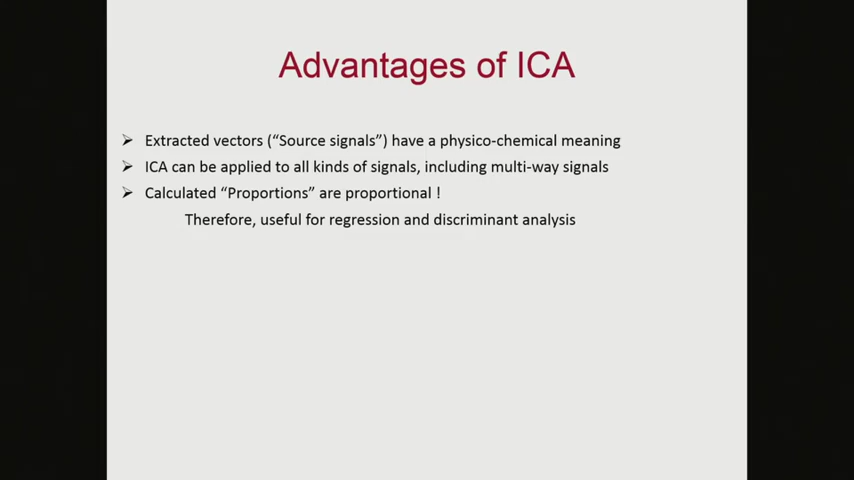 Advantages of ICA
➢ Extracted vectors (“Source signals”) have a physico-chemical meaning
➢ ICA can be applied to all kinds of signals, including multi-way signals
➢ Calculated “Proportions” are proportional !
Therefore, useful for regression and discriminant analysis